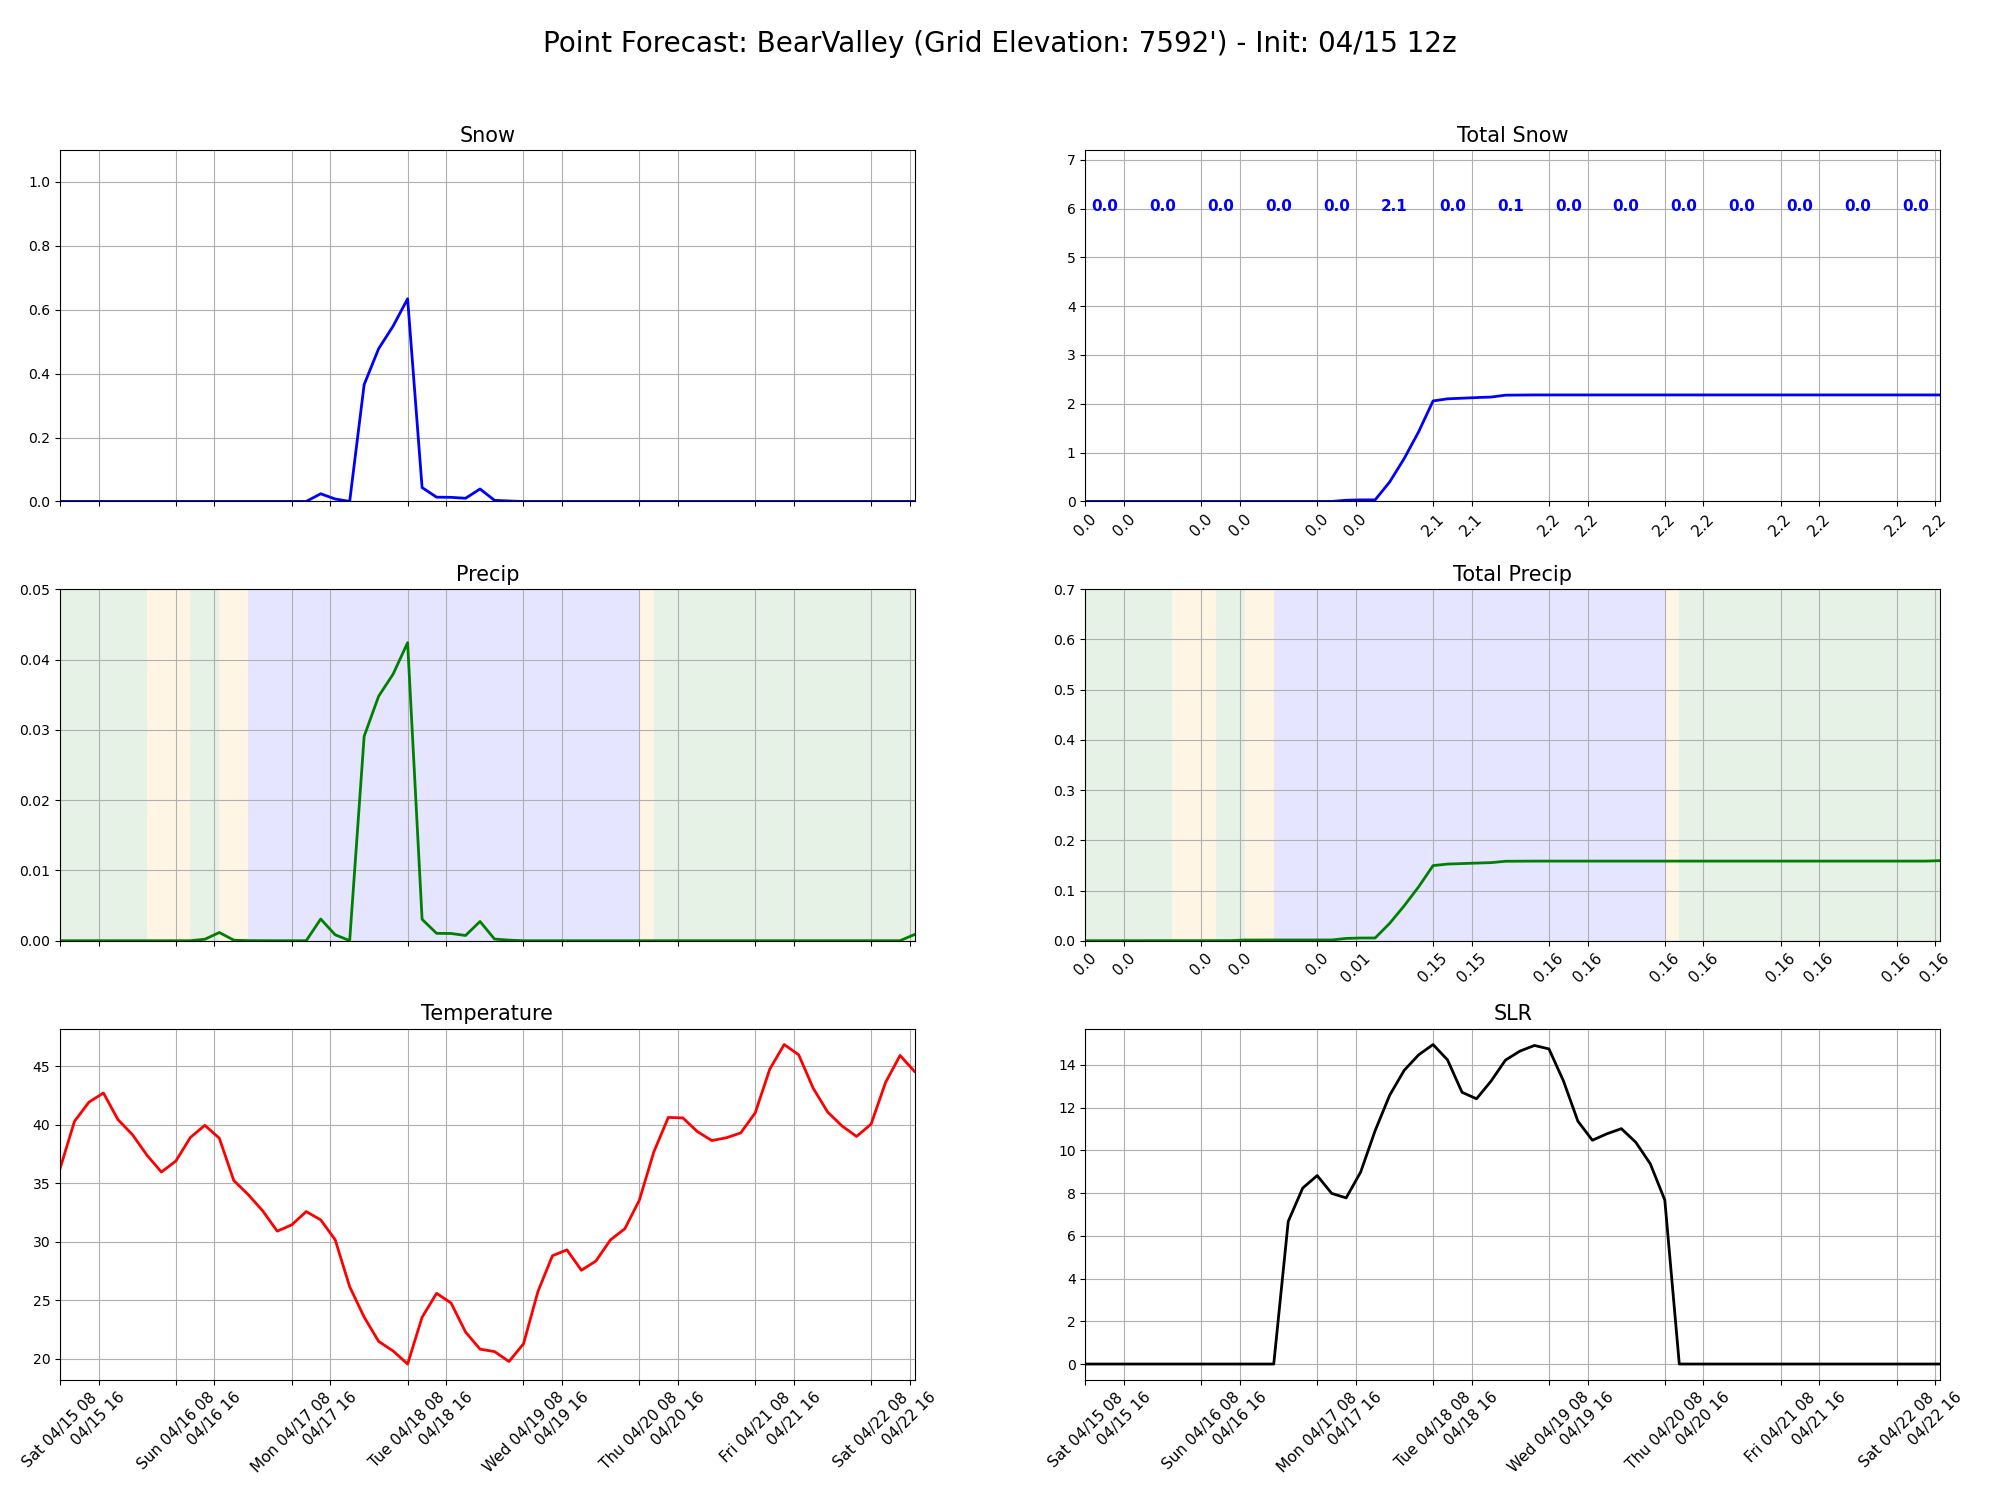 Point Forecast: BearValley (Grid Elevation: 7592') - Init: 04/15 12z
Snow
1.0
0.8
0.6
0.4
0.2
0.0
Total Snow
7
6
5
4
3
2
1
0
0.0 0.0 0.0 0.0 0.0 2.1 0.0 0.1 0.0 0.0 0.0 0.0 0.0 0.0 0.0
0.0 0.0 0.0 0.0 0.0 0.0 2.1 2.1 2.2 2.2 2.2 2.2 2.2 2.2 2.2 2.2
Precip
0.05
0.04
0.03
0.02
0.01
0.00
Total Precip
0.7
0.6
0.5
0.4
0.3
0.2
0.1
0.0
0.0 0.0 0.0 0.0 0.0 0.01 0.15 0.15 0.16 0.16 0.16 0.16 0.16 0.16 0.16 0.16
Temperature
45
40
35
30
25
20
Sat 04/15 08
04/15 16
Sun 04/16 08
04/16 16
Mon 04/17 08
04/17 16
Tue 04/18 08
04/18 16
Wed 04/19 08
04/19 16
Thu 04/20 08
04/20 16
Fri 04/21 08
04/21 16
Sat 04/22 08
04/22 16
SLR
14
12
10
8
6
4
2
0
Sat 04/15 08
04/15 16
Sun 04/16 08
04/16 16
Mon 04/17 08
04/17 16
Tue 04/18 08
04/18 16
Wed 04/19 08
04/19 16
Thu 04/20 08
04/20 16
Fri 04/21 08
04/21 16
Sat 04/22 08
04/22 16